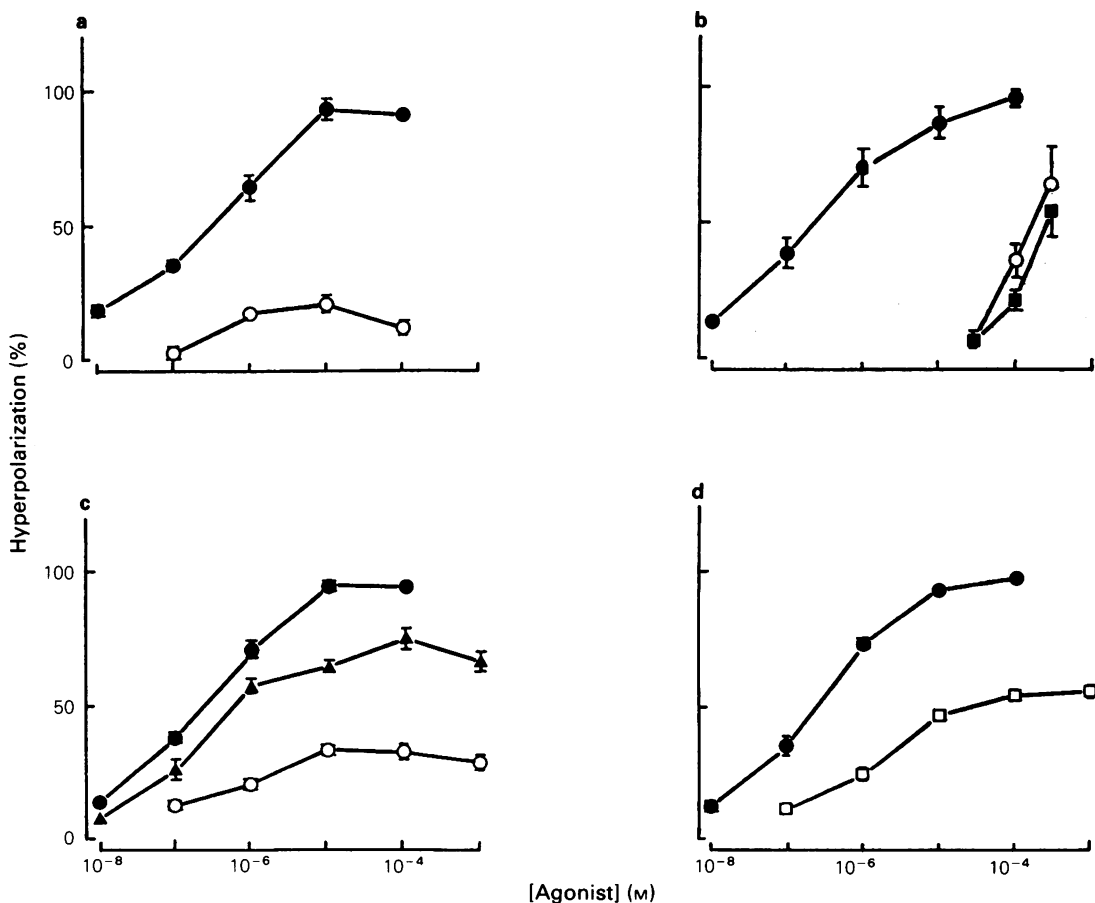 a
b
100
50
0
Hyperpolarization (%)
c
d
100
50
0
10⁻⁸
10⁻⁶
10⁻⁴
10⁻⁸
10⁻⁶
10⁻⁴
[Agonist] (M)